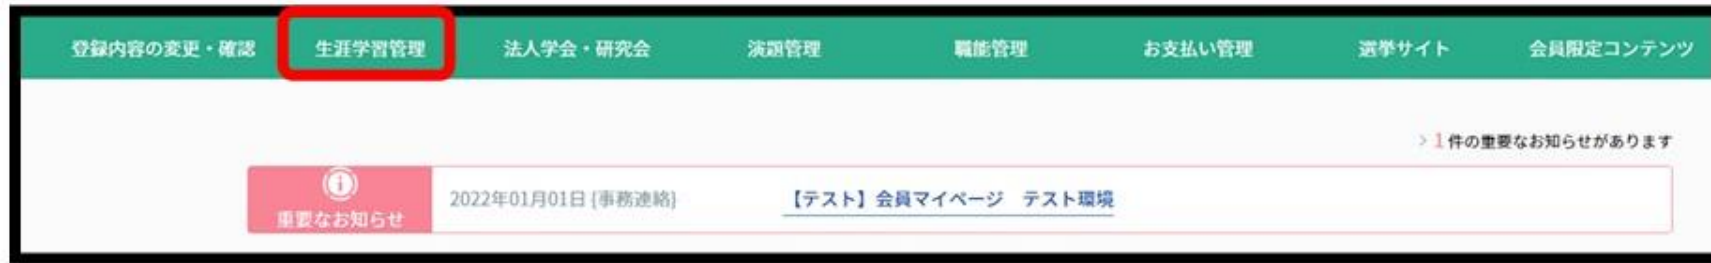 登録内容の変更・確認 生涯学習管理 法人学会・研究会 演題管理 職能管理 お支払い管理 選挙サイト 会員限定コンテンツ
> 1 件の重要なお知らせがあります
重要なお知らせ 2022年01月01日 {事務連絡} 【テスト】会員マイページ テスト環境